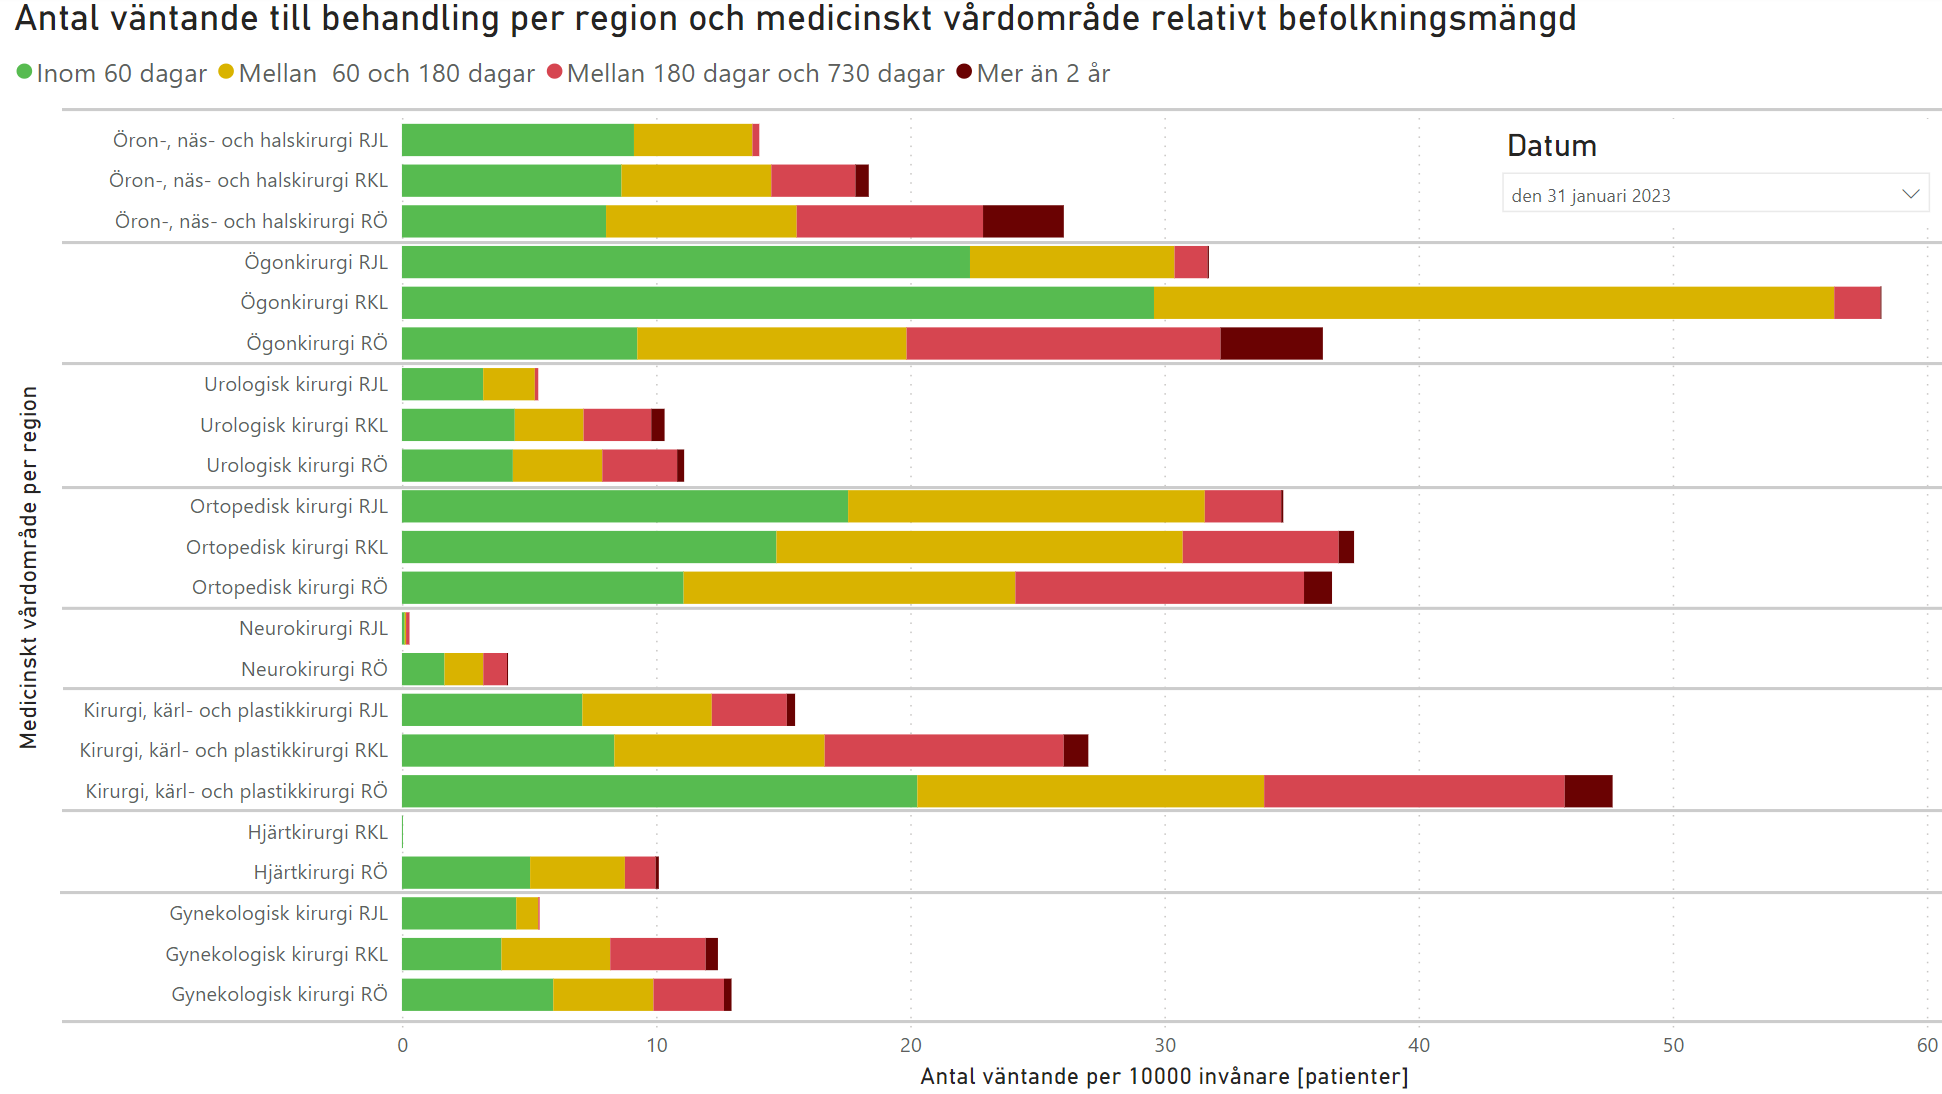 Antal väntande till behandling per region och medicinskt vårdområde relativt befolkningsmängd
Inom 60 dagar Mellan 60 och 180 dagar Mellan 180 dagar och 730 dagar Mer än 2 år
Datum
den 31 januari 2023
Medicinskt vårdområde per region
Öron-, näs- och halskirurgi RJL
Öron-, näs- och halskirurgi RKL
Öron-, näs- och halskirurgi RÖ
Ögonkirurgi RJL
Ögonkirurgi RKL
Ögonkirurgi RÖ
Urologisk kirurgi RJL
Urologisk kirurgi RKL
Urologisk kirurgi RÖ
Ortopedisk kirurgi RJL
Ortopedisk kirurgi RKL
Ortopedisk kirurgi RÖ
Neurokirurgi RJL
Neurokirurgi RÖ
Kirurgi, kärl- och plastikkirurgi RJL
Kirurgi, kärl- och plastikkirurgi RKL
Kirurgi, kärl- och plastikkirurgi RÖ
Hjärtkirurgi RKL
Hjärtkirurgi RÖ
Gynekologisk kirurgi RJL
Gynekologisk kirurgi RKL
Gynekologisk kirurgi RÖ
0 10 20 30 40 50 60
Antal väntande per 10000 invånare [patienter]